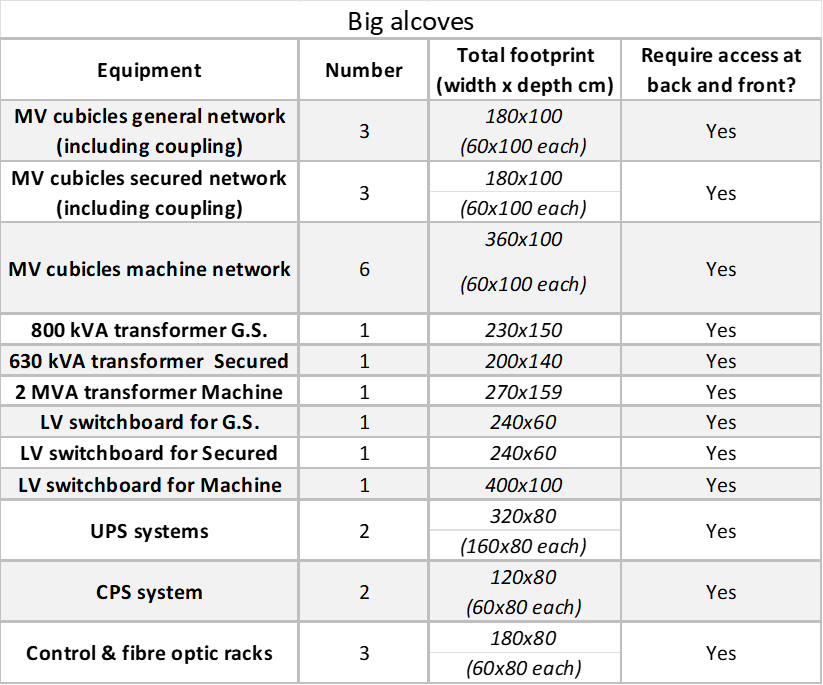 Big alcoves
Equipment
Number
Total footprint
(width x depth cm)
Require access at
back and front?
MV cubicles general network
(including coupling)
3
180x100
(60x100 each)
Yes
MV cubicles secured network
(including coupling)
3
180x100
(60x100 each)
Yes
MV cubicles machine network
6
360x100
(60x100 each)
Yes
800 kVA transformer G.S.
1
230x150
Yes
630 kVA transformer  Secured
1
200x140
Yes
2 MVA transformer Machine
1
270x159
Yes
LV switchboard for G.S.
1
240x60
Yes
LV switchboard for Secured
1
240x60
Yes
LV switchboard for Machine
1
400x100
Yes
UPS systems
2
320x80
(160x80 each)
Yes
CPS system
2
120x80
(60x80 each)
Yes
Control & fibre optic racks
3
180x80
(60x80 each)
Yes